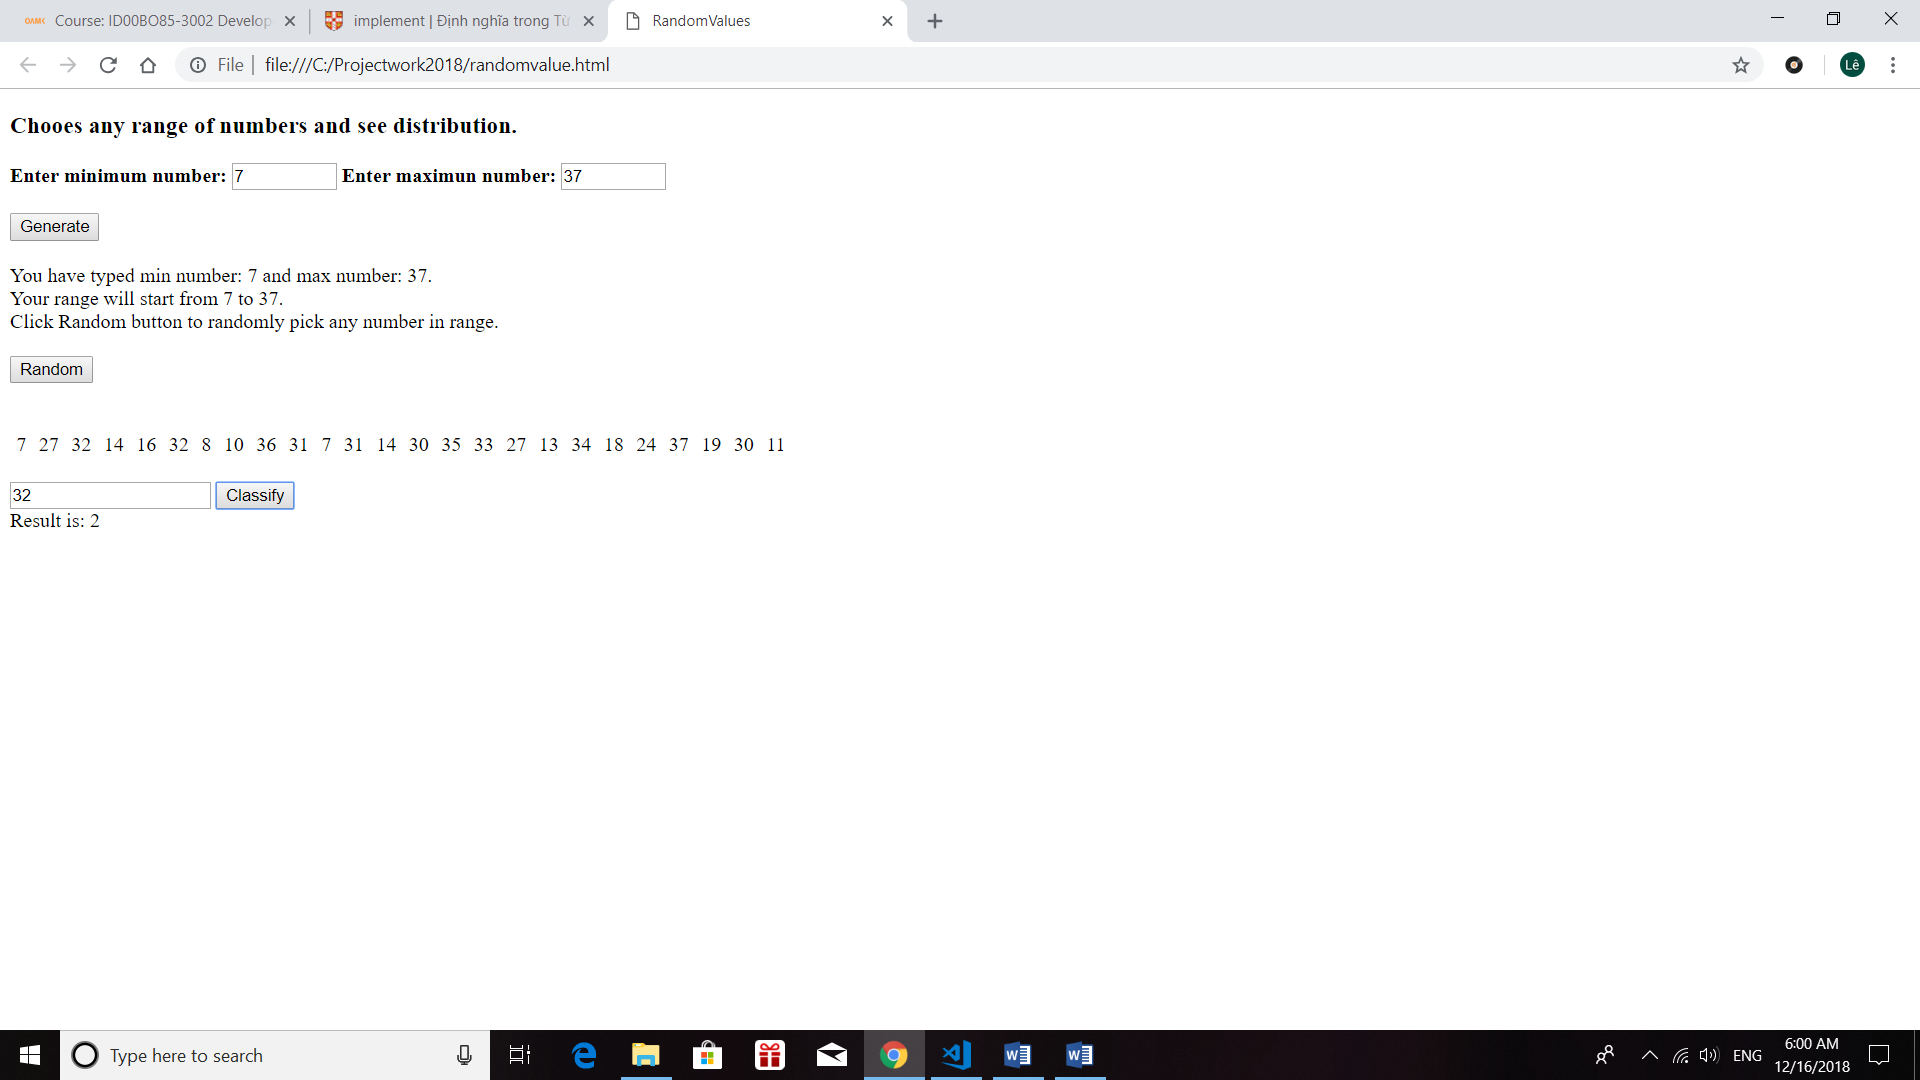 OAMK Course: ID00BO85-3002 Develop
implement | Định nghĩa trong Từ
RandomValues
File | file:///C:/Projectwork2018/randomvalue.html
Lê
Chooes any range of numbers and see distribution.
Enter minimum number: 7 Enter maximun number: 37
Generate
You have typed min number: 7 and max number: 37.
Your range will start from 7 to 37.
Click Random button to randomly pick any number in range.
Random
7 27 32 14 16 32 8 10 36 31 7 31 14 30 35 33 27 13 34 18 24 37 19 30 11
32 Classify
Result is: 2
Type here to search
ENG
6:00 AM
12/16/2018